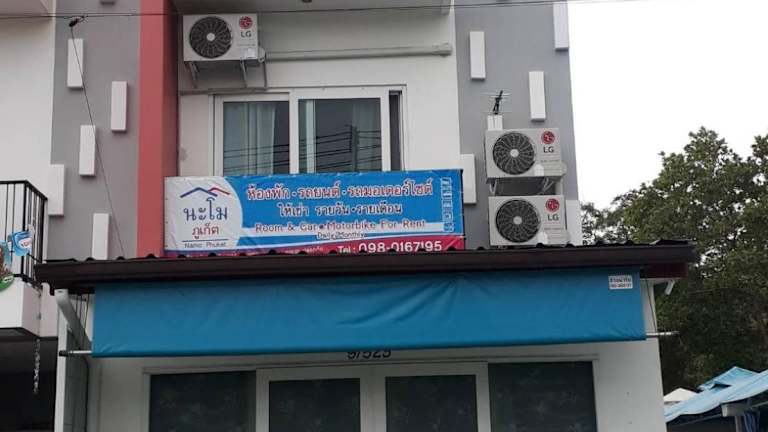 LG
LG
LG
นะโม
ภูเก็ต
Namo Phuket
ห้องพัก · รถยนต์ · รถมอเตอร์ไซต์
ให้เช่า รายวัน · รายเดือน
Room & Car & Motorbike For Rent
Daily Monthly
Tel : 098-0167195
9/523